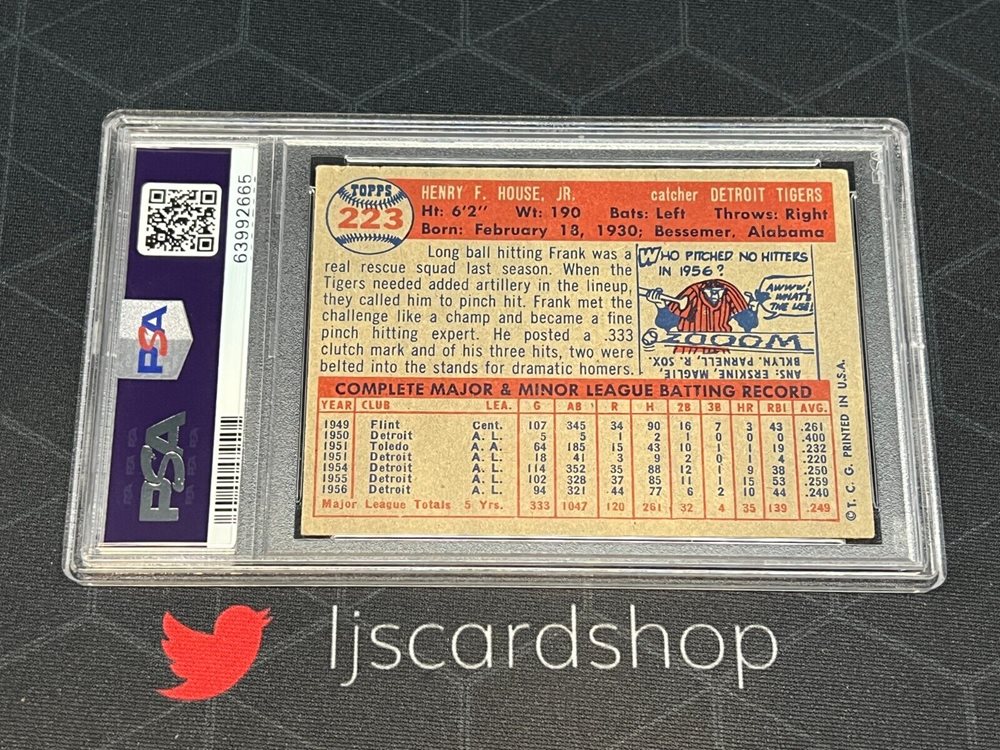 63992665
PSA
PSA
TOPPS
223
HENRY F. HOUSE, JR. catcher DETROIT TIGERS
Ht: 6'2" Wt: 190 Bats: Left Throws: Right
Born: February 18, 1930; Bessemer, Alabama
Long ball hitting Frank was a
real rescue squad last season. When the
Tigers needed added artillery in the lineup,
they called him to pinch hit. Frank met the
challenge like a champ and became a fine
pinch hitting expert. He posted a .333
clutch mark and of his three hits, two were
belted into the stands for dramatic homers.
WHO PITCHED NO HITTERS
IN 1956?
AWWW!
WHAT'S
THE USE!
ZOOOM
ANS: ERSKINE, MAGLIE,
BKLYN. PARNELL, R. SOX.
COMPLETE MAJOR & MINOR LEAGUE BATTING RECORD
YEAR CLUB LEA. G AB R H 2B 3B HR RBI AVG.
1949 Flint Cent. 107 345 34 90 16 7 3 43 .261
1950 Detroit A. L. 5 5 1 2 1 0 0 0 .400
1951 Toledo A. A. 64 185 15 43 10 1 1 19 .232
1951 Detroit A. L. 18 41 3 9 2 0 1 4 .220
1954 Detroit A. L. 114 352 35 88 12 1 9 38 .250
1955 Detroit A. L. 102 328 37 85 11 1 15 53 .259
1956 Detroit A. L. 94 321 44 77 6 2 10 44 .240
Major League Totals 5 Yrs. 333 1047 120 261 32 4 35 139 .249
© T. C. G. PRINTED IN U.S.A.
ljscardshop